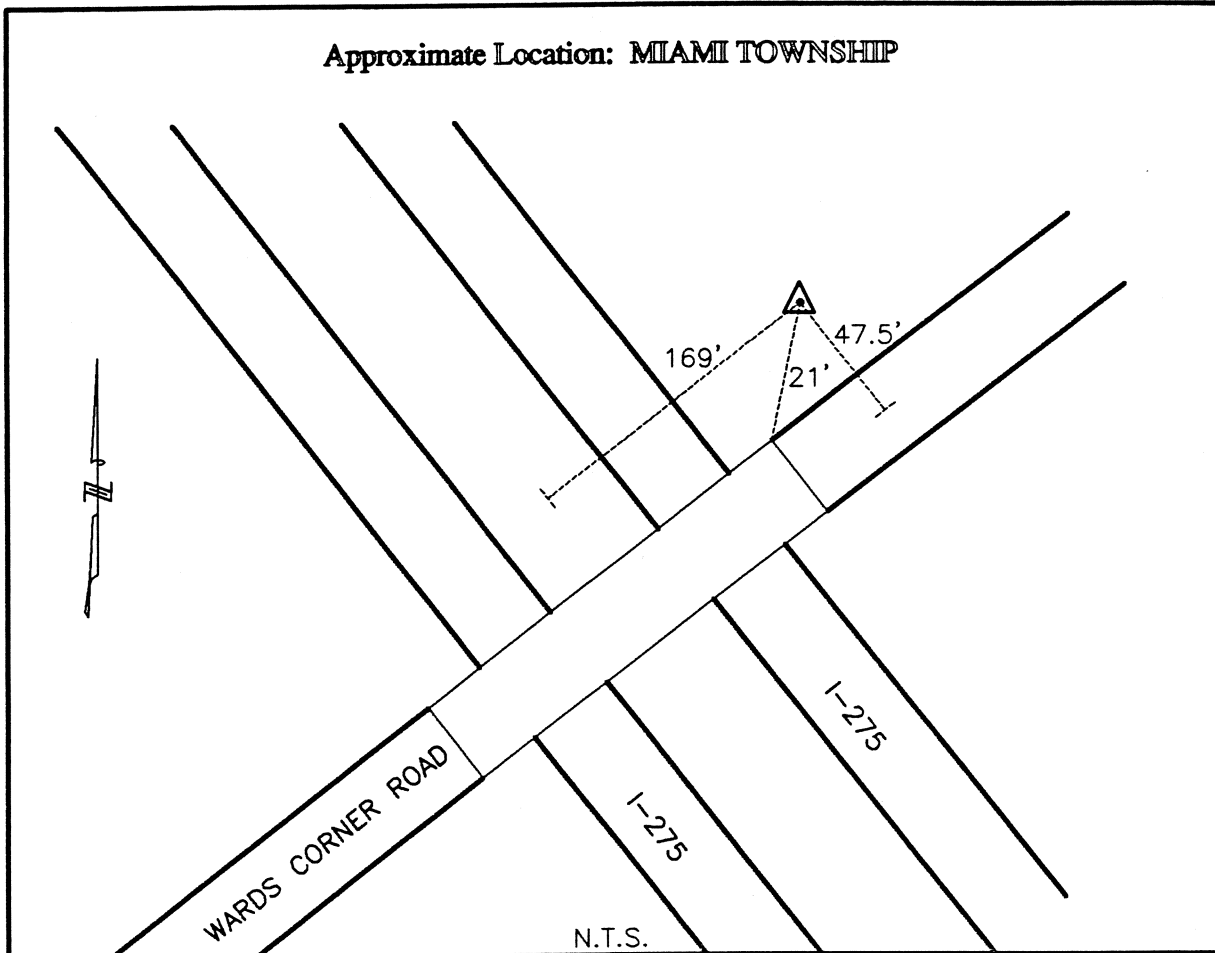 Approximate Location: MIAMI TOWNSHIP
169'
47.5'
21'
N
I-275
WARDS CORNER ROAD
I-275
N.T.S.